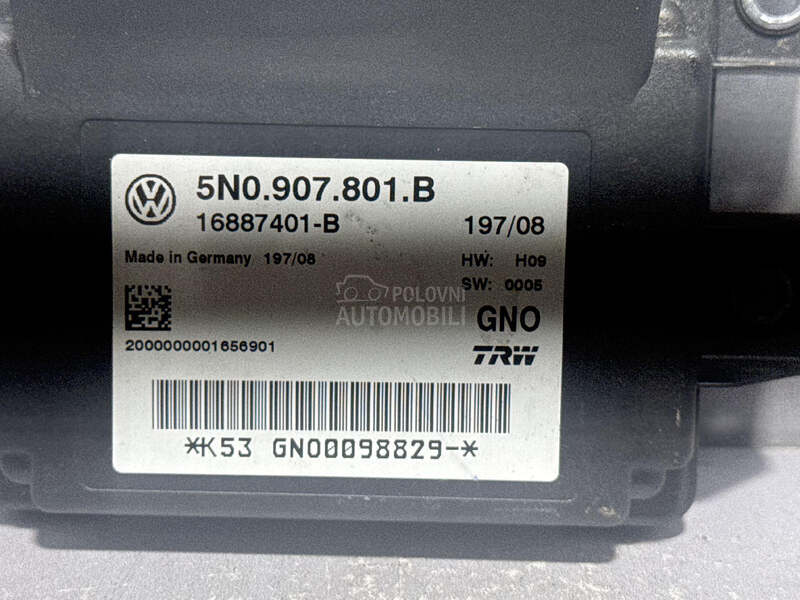 5N0.907.801.B
16887401-B 197/08
Made in Germany 197/08 HW: H09
SW: 0005
POLOVNI
AUTOMOBILI
GNO
2000000001656901 TRW
*K53 GNO0098829-*